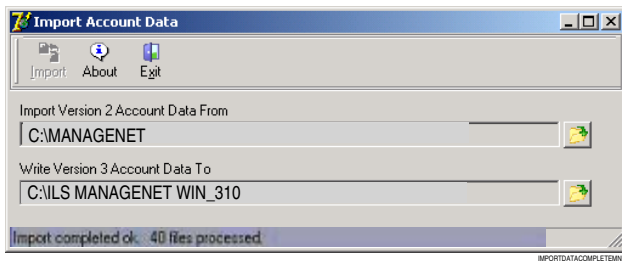 Import Account Data
Import About Exit
Import Version 2 Account Data From
C:\MANAGENET
Write Version 3 Account Data To
C:\ILS MANAGENET WIN_310
Import completed ok. 40 files processed.
IMPORTDATACOMPLETEMN